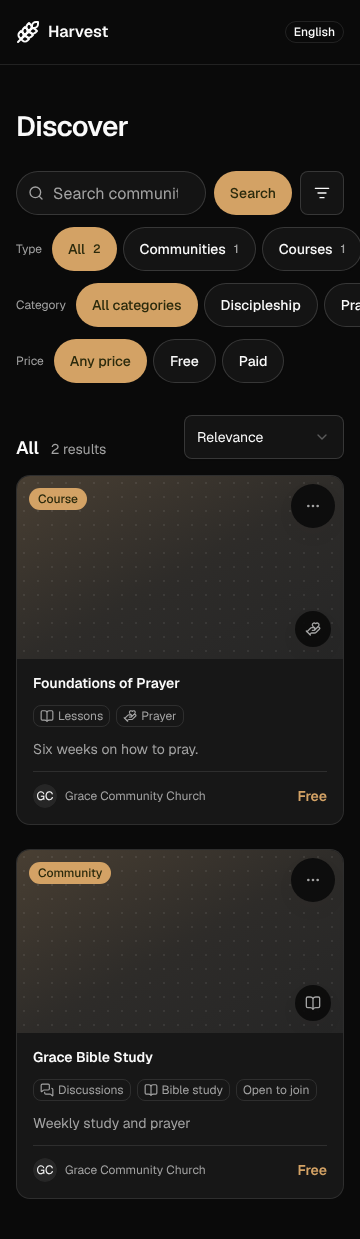 Harvest
English
Discover
Search
Type
All 2
Communities 1
Courses 1
Category
All categories
Discipleship
Price
Any price
Free
Paid
All 2 results
Relevance
Course
Foundations of Prayer
Lessons
Prayer
Six weeks on how to pray.
GC Grace Community Church
Free
Community
Grace Bible Study
Discussions
Bible study
Open to join
Weekly study and prayer
GC Grace Community Church
Free